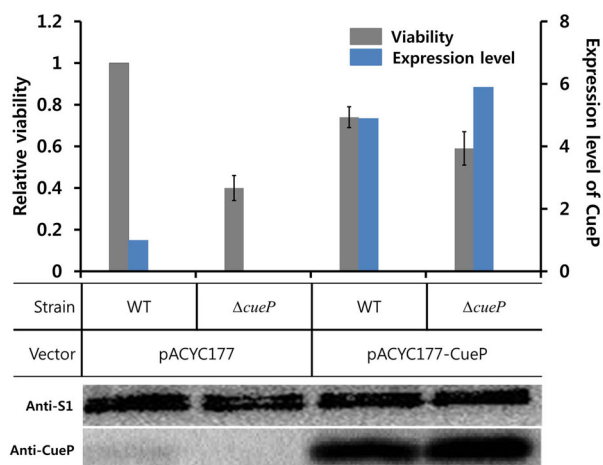 1.2
1
0.8
0.6
0.4
0.2
0
Relative viability
Viability
Expression level
8
6
4
2
0
Expression level of CueP
Strain WT ΔcueP WT ΔcueP
Vector pACYC177 pACYC177-CueP
Anti-S1
Anti-CueP